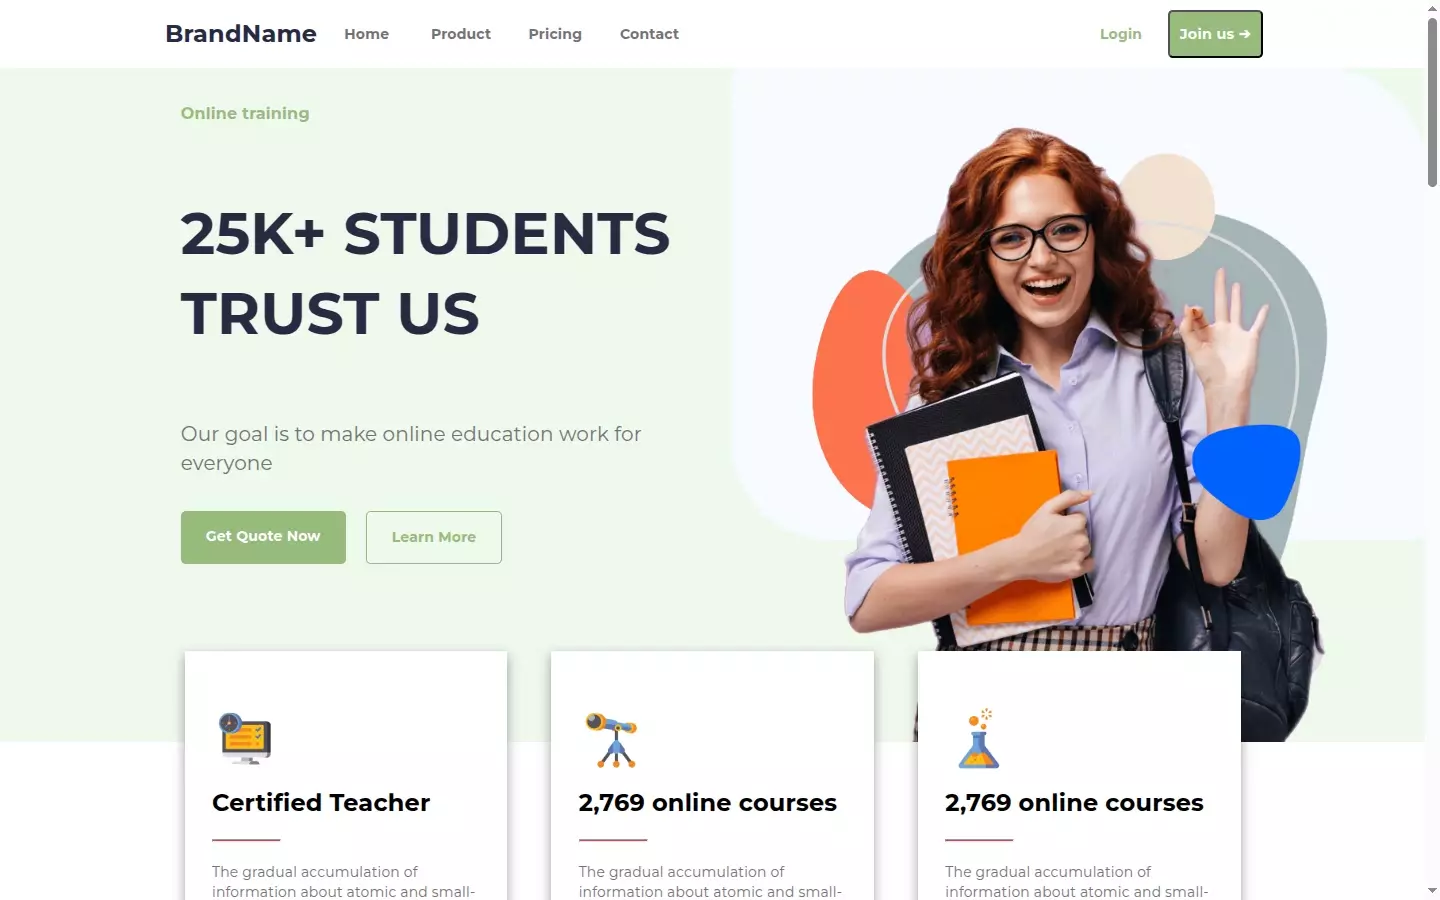 BrandName Home Product Pricing Contact Login Join us →
Online training
25K+ STUDENTS
TRUST US
Our goal is to make online education work for
everyone
Get Quote Now Learn More
Certified Teacher
The gradual accumulation of
information about atomic and small-
2,769 online courses
The gradual accumulation of
information about atomic and small-
2,769 online courses
The gradual accumulation of
information about atomic and small-